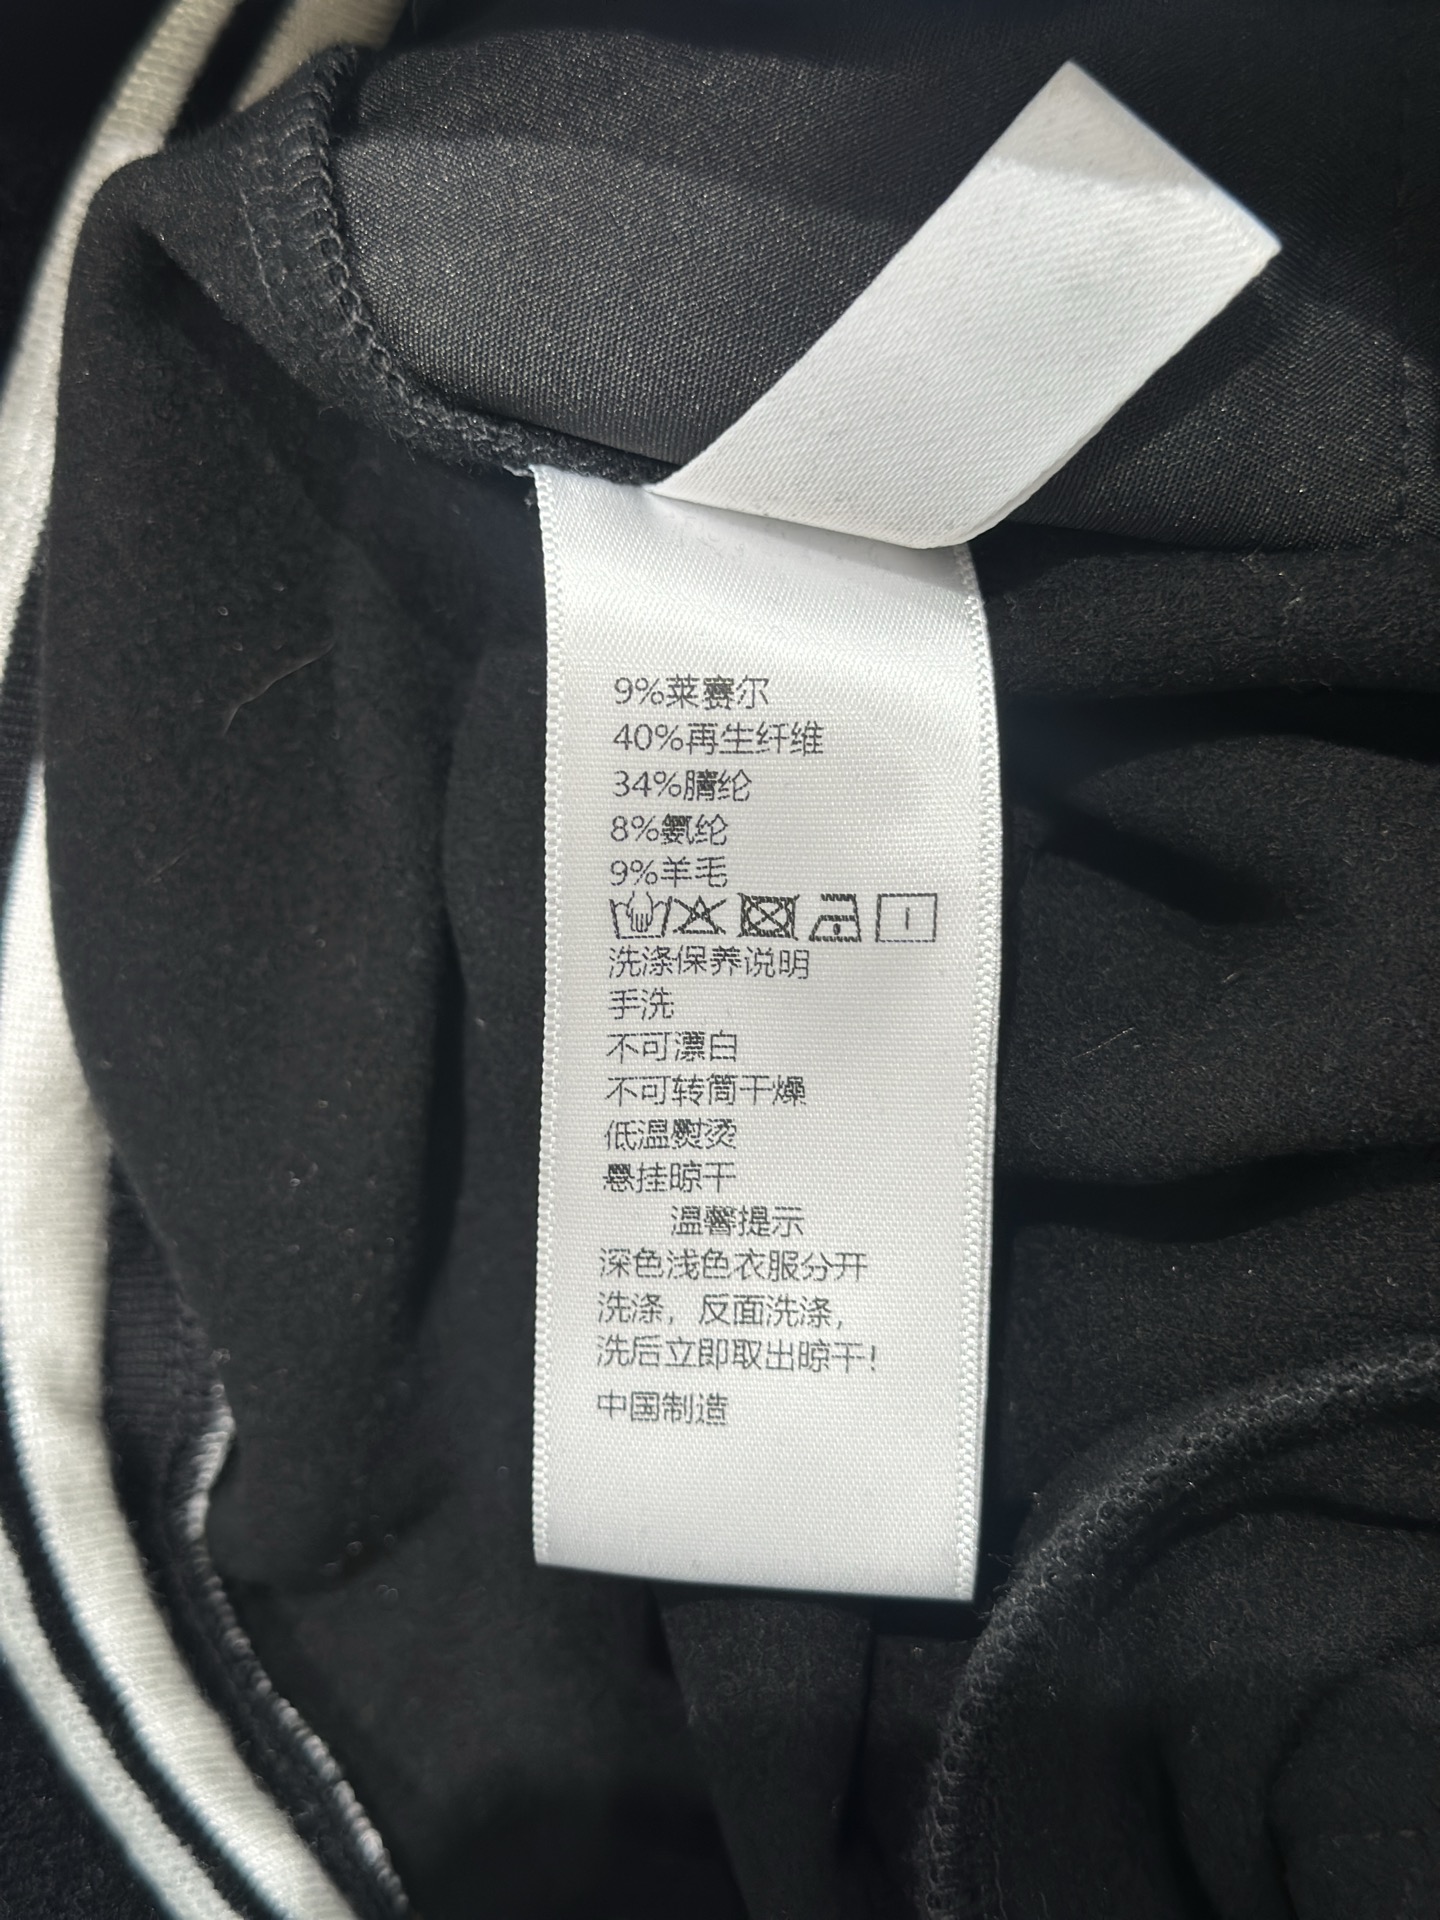 9%莱赛尔
40%再生纤维
34%腈纶
8%氨纶
9%羊毛
洗涤保养说明
手洗
不可漂白
不可转筒干燥
低温熨烫
悬挂晾干
温馨提示
深色浅色衣服分开
洗涤，反面洗涤，
洗后立即取出晾干！
中国制造